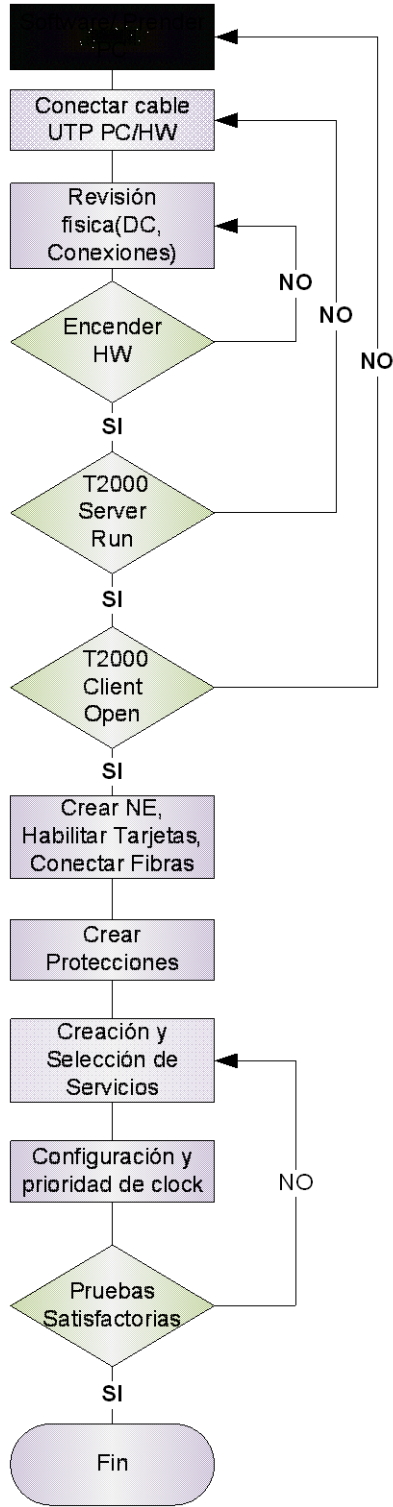 Software/ Prender
Conectar cable
UTP PC/HW
Revisión
física(DC,
Conexiones)
NO
Encender
HW
NO
NO
SI
T2000
Server
Run
SI
T2000
Client
Open
SI
Crear NE,
Habilitar Tarjetas,
Conectar Fibras
Crear
Protecciones
Creación y
Selección de
Servicios
Configuración y
prioridad de clock
NO
Pruebas
Satisfactorias
SI
Fin